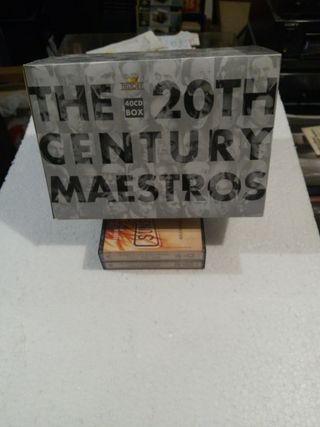 THE 20TH
40CD
BOX
CENTURY
MAESTROS